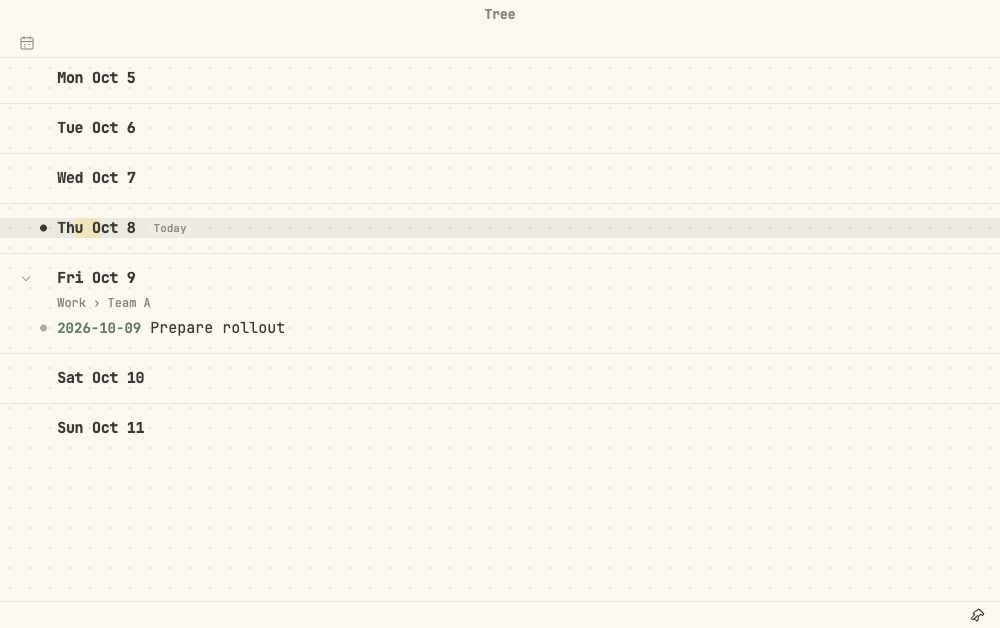 Tree
Mon Oct 5
Tue Oct 6
Wed Oct 7
Thu Oct 8 Today
Fri Oct 9
Work › Team A
2026-10-09 Prepare rollout
Sat Oct 10
Sun Oct 11